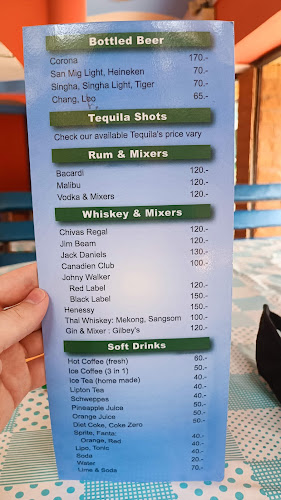 Bottled Beer
Corona 170.-
San Mig Light, Heineken 70.-
Singha, Singha Light, Tiger 70.-
Chang, Leo 65.-
Tequila Shots
Check our available Tequila's price vary
Rum & Mixers
Bacardi 120.-
Malibu 120.-
Vodka & Mixers 120.-
Whiskey & Mixers
Chivas Regal 120.-
Jim Beam 120.-
Jack Daniels 130.-
Canadien Club 100.-
Johny Walker
Red Label 120.-
Black Label 150.-
Henessy 150.-
Thai Whiskey: Mekong, Sangsom 100.-
Gin & Mixer : Gilbey's 120.-
Soft Drinks
Hot Coffee (fresh) 60.-
Ice Coffee (3 in 1) 50.-
Ice Tea (home made) 40.-
Lipton Tea 40.-
Schweppes 40.-
Pineapple Juice 50.-
Orange Juice 50.-
Diet Coke, Coke Zero 50.-
Sprite, Fanta:
Orange, Red 40.-
Lipo, Tonic 40.-
Soda 20.-
Water 20.-
Lime & Soda 70.-